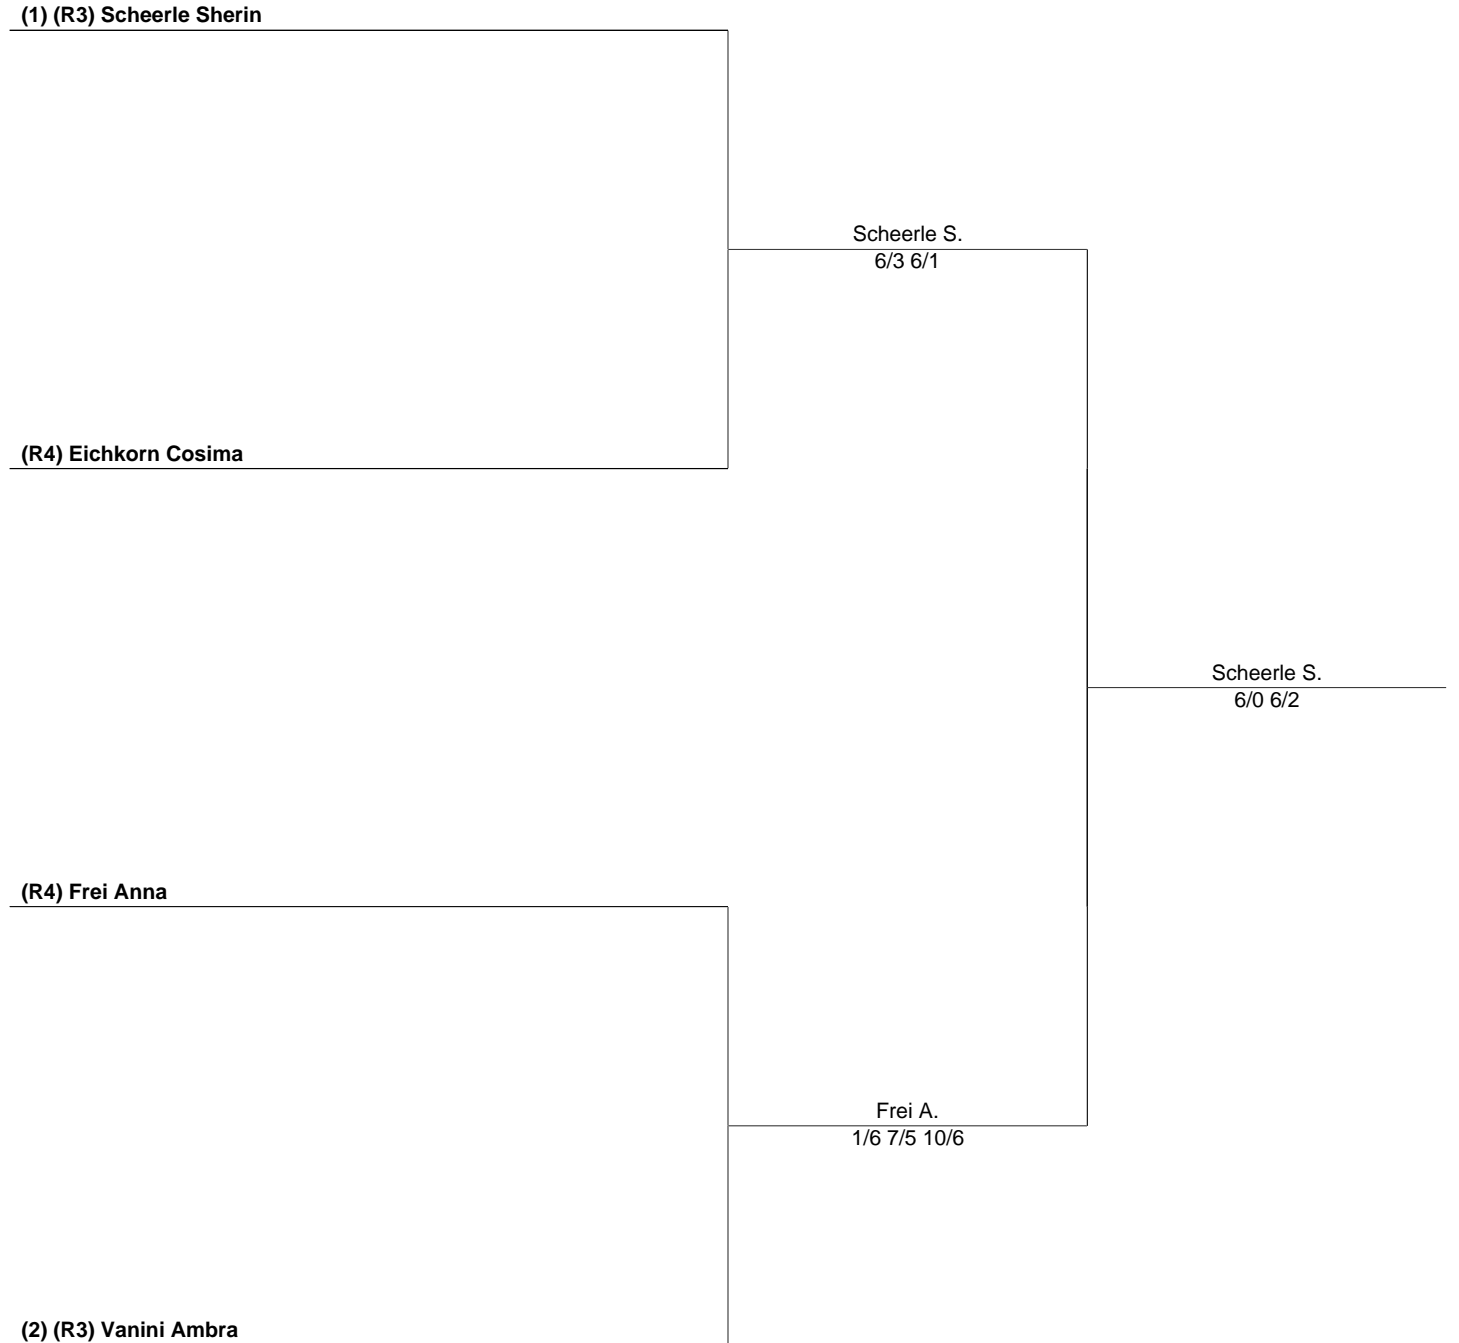 (1) (R3) Scheerle Sherin
Scheerle S.
6/3 6/1
(R4) Eichkorn Cosima
Scheerle S.
6/0 6/2
(R4) Frei Anna
Frei A.
1/6 7/5 10/6
(2) (R3) Vanini Ambra